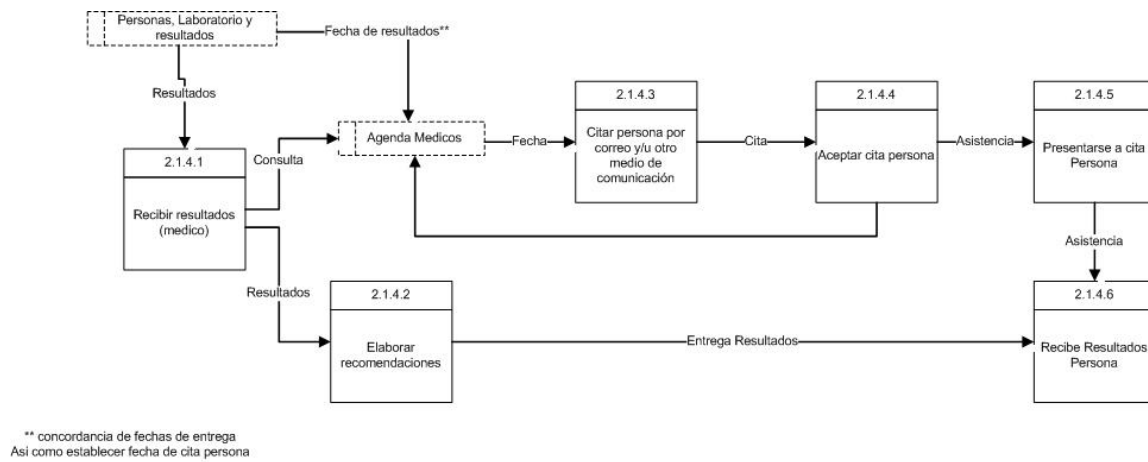 Personas, Laboratorio y
resultados
Fecha de resultados**
Resultados
2.1.4.1
Recibir resultados
(medico)
Consulta
Agenda Medicos
Fecha
2.1.4.3
Citar persona por
correo y/u otro
medio de
comunicación
Cita
2.1.4.4
Aceptar cita persona
Asistencia
2.1.4.5
Presentarse a cita
Persona
Asistencia
Resultados
2.1.4.2
Elaborar
recomendaciones
Entrega Resultados
2.1.4.6
Recibe Resultados
Persona
** concordancia de fechas de entrega
Asi como establecer fecha de cita persona